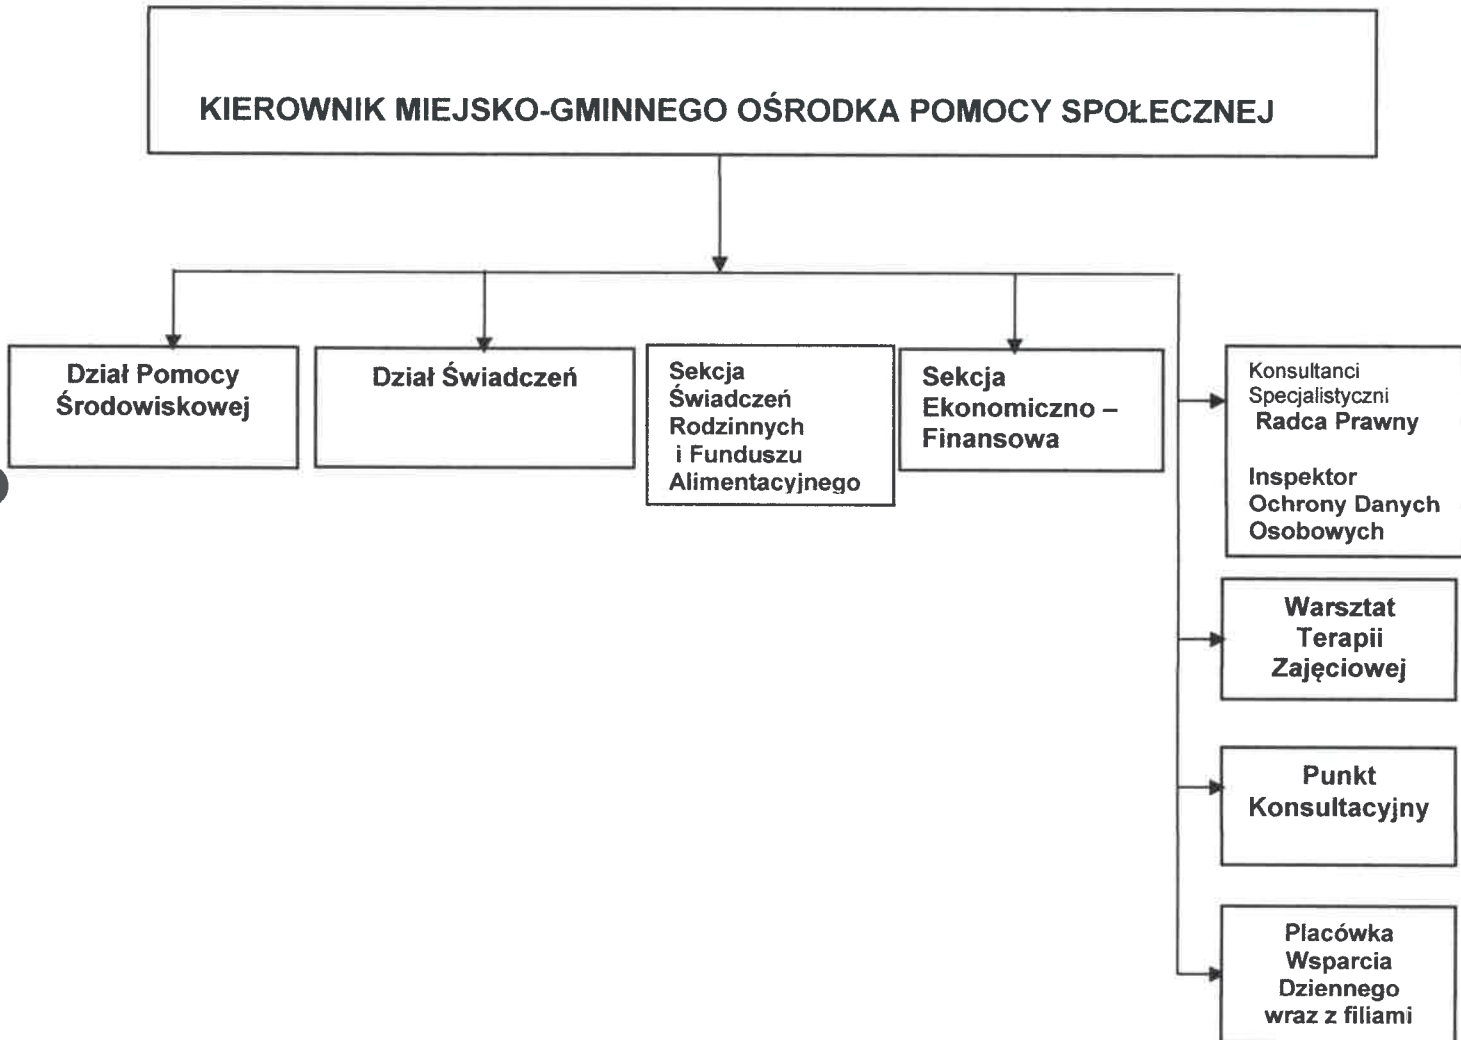 KIEROWNIK MIEJSKO-GMINNEGO OŚRODKA POMOCY SPOŁECZNEJ
Dział Pomocy
Środowiskowej
Dział Świadczeń
Sekcja
Świadczeń
Rodzinnych
i Funduszu
Alimentacyjnego
Sekcja
Ekonomiczno –
Finansowa
Konsultanci
Specjalistyczni
Radca Prawny
Inspektor
Ochrony Danych
Osobowych
Warsztat
Terapii
Zajęciowej
Punkt
Konsultacyjny
Placówka
Wsparcia
Dziennego
wraz z filiami